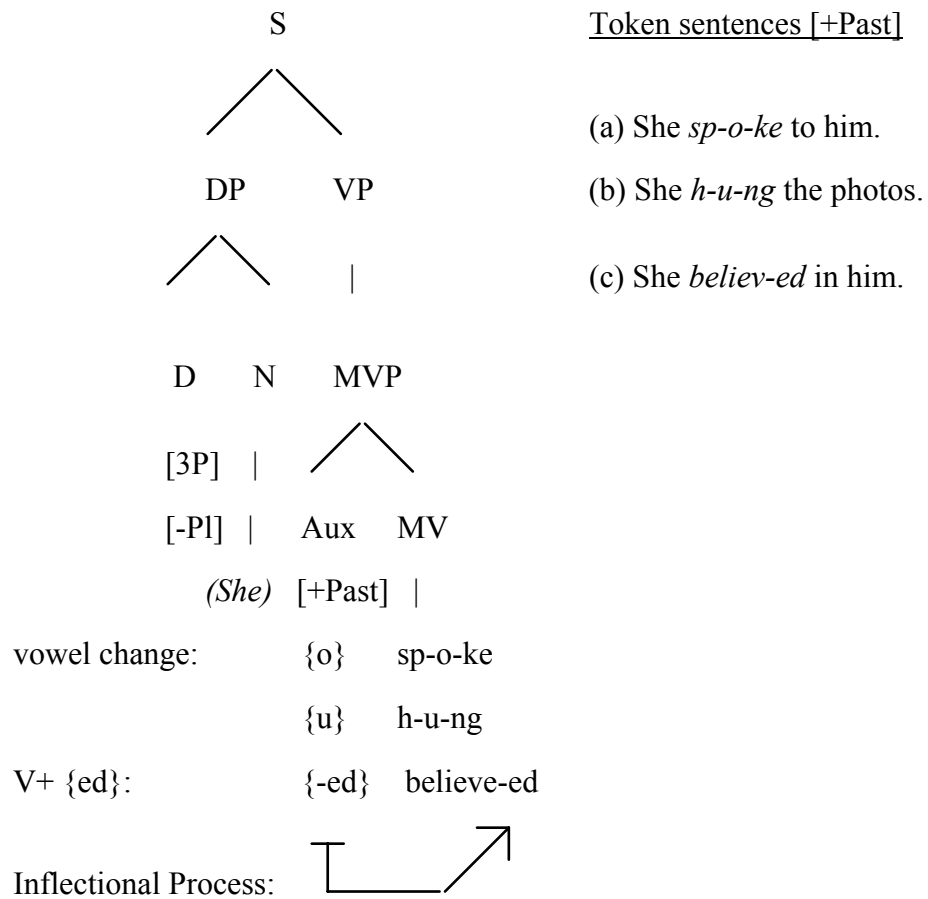 S Token sentences [+Past]
(a) She sp-o-ke to him.
DP VP (b) She h-u-ng the photos.
| (c) She believ-ed in him.
D N MVP
[3P] |
[-Pl] | Aux MV
(She) [+Past] |
vowel change: {o} sp-o-ke
{u} h-u-ng
V+ {ed}: {-ed} believe-ed
Inflectional Process: